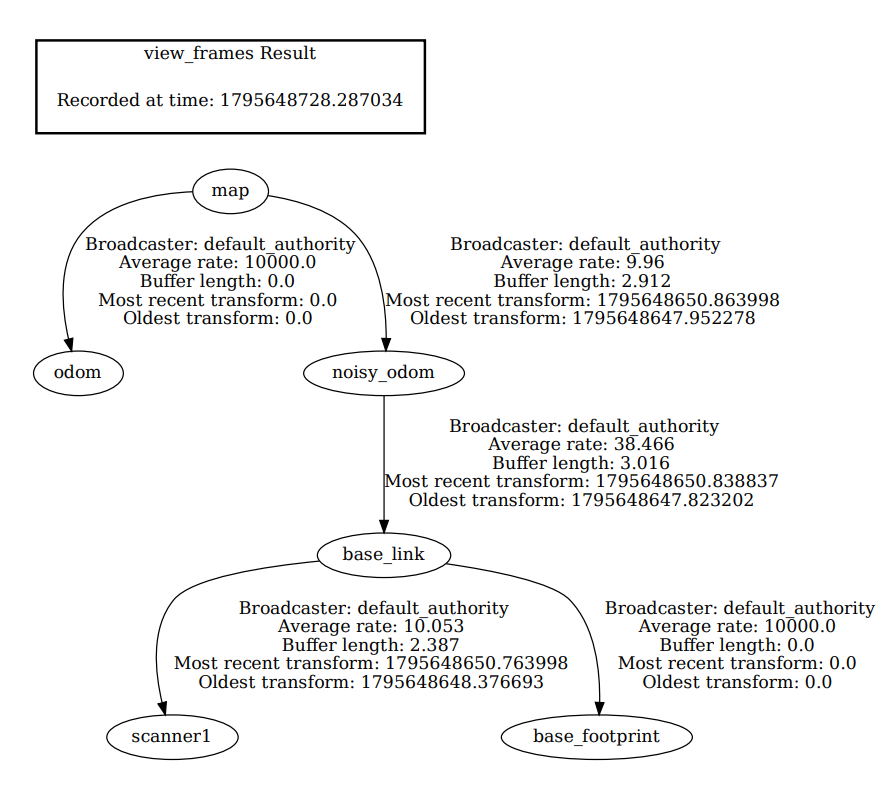 view_frames Result
Recorded at time: 1795648728.287034
map
Broadcaster: default_authority
Average rate: 10000.0
Buffer length: 0.0
Most recent transform: 0.0
Oldest transform: 0.0
Broadcaster: default_authority
Average rate: 9.96
Buffer length: 2.912
Most recent transform: 1795648650.863998
Oldest transform: 1795648647.952278
odom
noisy_odom
Broadcaster: default_authority
Average rate: 38.466
Buffer length: 3.016
Most recent transform: 1795648650.838837
Oldest transform: 1795648647.823202
base_link
Broadcaster: default_authority
Average rate: 10.053
Buffer length: 2.387
Most recent transform: 1795648650.763998
Oldest transform: 1795648648.376693
Broadcaster: default_authority
Average rate: 10000.0
Buffer length: 0.0
Most recent transform: 0.0
Oldest transform: 0.0
scanner1
base_footprint